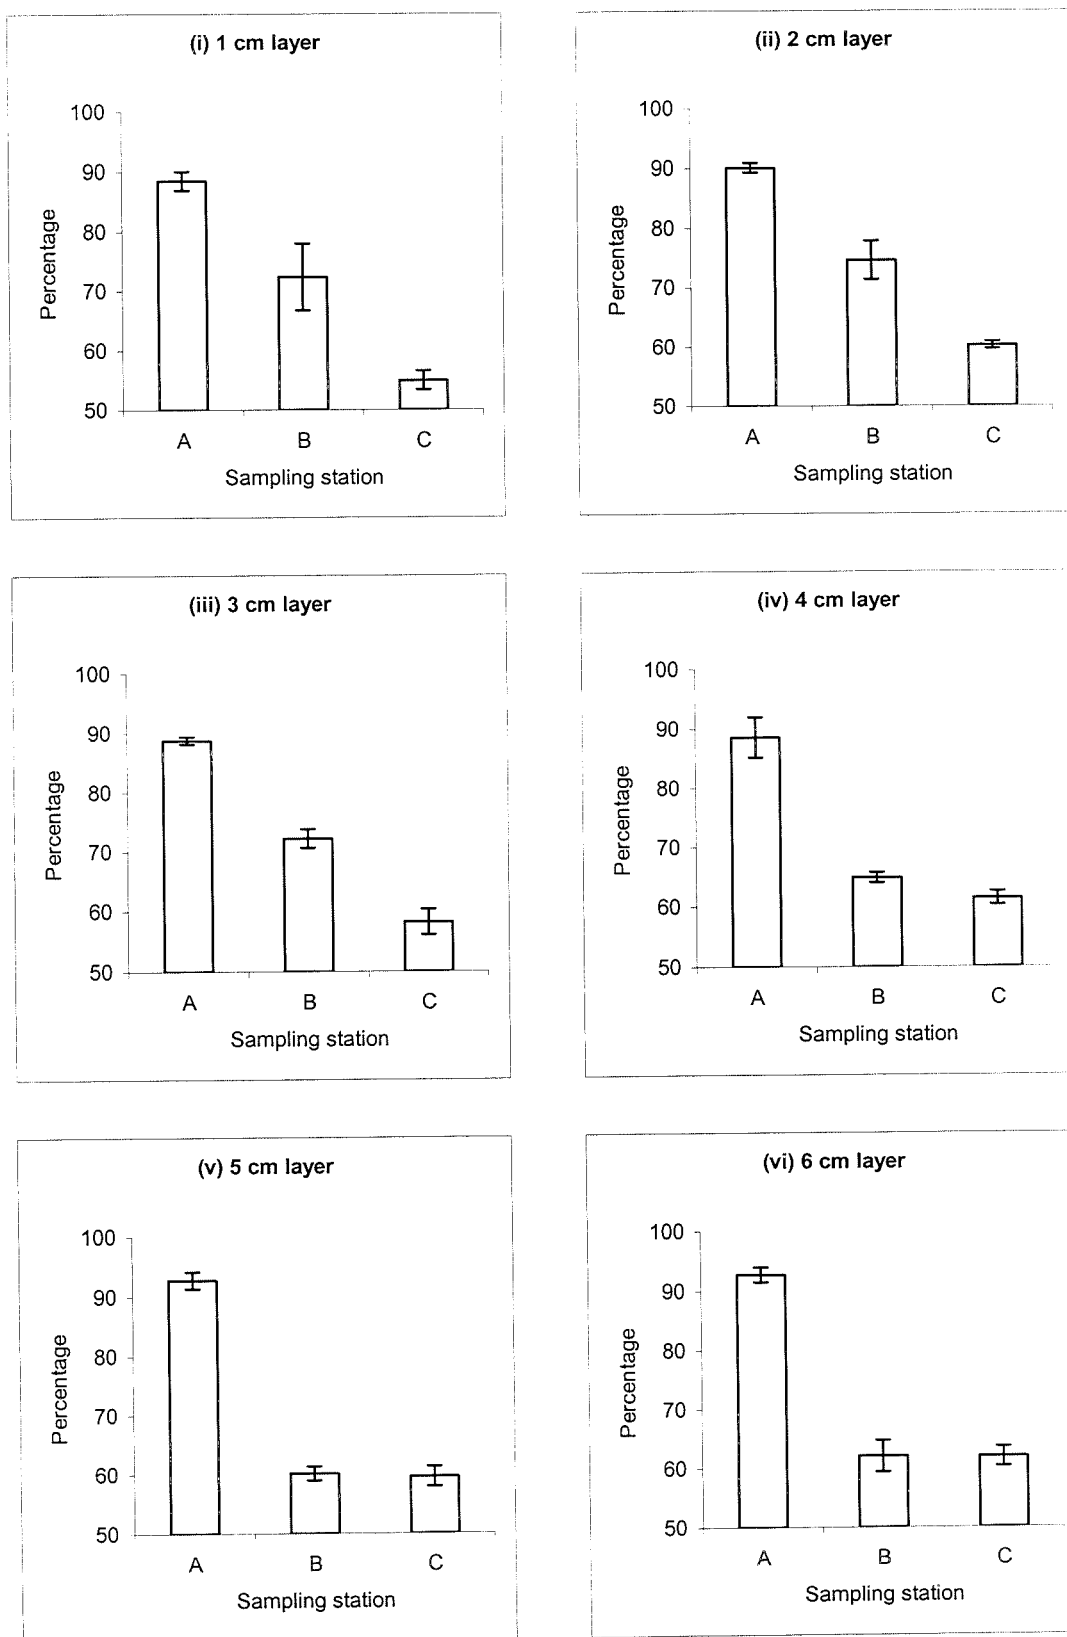 (i) 1 cm layer
100
90
80
70
60
50
Percentage
A B C
Sampling station
(ii) 2 cm layer
100
90
80
70
60
50
Percentage
A B C
Sampling station
(iii) 3 cm layer
100
90
80
70
60
50
Percentage
A B C
Sampling station
(iv) 4 cm layer
100
90
80
70
60
50
Percentage
A B C
Sampling station
(v) 5 cm layer
100
90
80
70
60
50
Percentage
A B C
Sampling station
(vi) 6 cm layer
100
90
80
70
60
50
Percentage
A B C
Sampling station